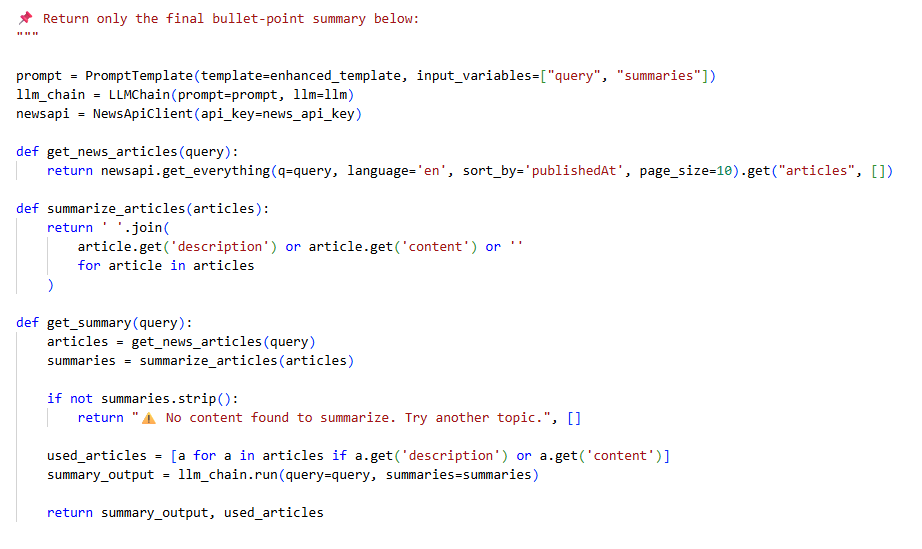 📌 Return only the final bullet-point summary below:
"""

prompt = PromptTemplate(template=enhanced_template, input_variables=["query", "summaries"])
llm_chain = LLMChain(prompt=prompt, llm=llm)
newsapi = NewsApiClient(api_key=news_api_key)

def get_news_articles(query):
    return newsapi.get_everything(q=query, language='en', sort_by='publishedAt', page_size=10).get("articles", [])

def summarize_articles(articles):
    return ' '.join(
        article.get('description') or article.get('content') or ''
        for article in articles
    )

def get_summary(query):
    articles = get_news_articles(query)
    summaries = summarize_articles(articles)

    if not summaries.strip():
        return "⚠️ No content found to summarize. Try another topic.", []

    used_articles = [a for a in articles if a.get('description') or a.get('content')]
    summary_output = llm_chain.run(query=query, summaries=summaries)

    return summary_output, used_articles